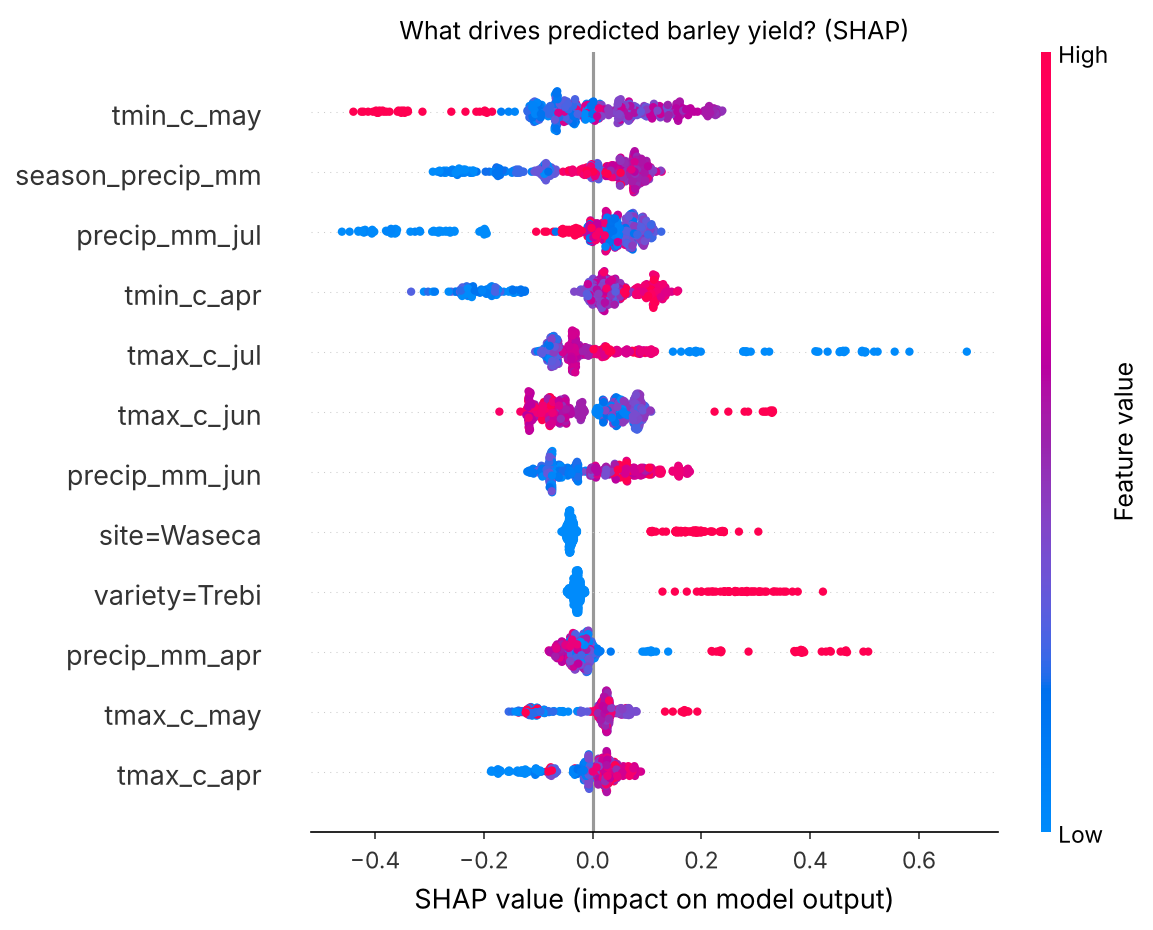 What drives predicted barley yield? (SHAP)
High
tmin_c_may
season_precip_mm
precip_mm_jul
tmin_c_apr
tmax_c_jul
tmax_c_jun
precip_mm_jun
site=Waseca
variety=Trebi
precip_mm_apr
tmax_c_may
tmax_c_apr
Feature value
Low
−0.4 −0.2 0.0 0.2 0.4 0.6
SHAP value (impact on model output)